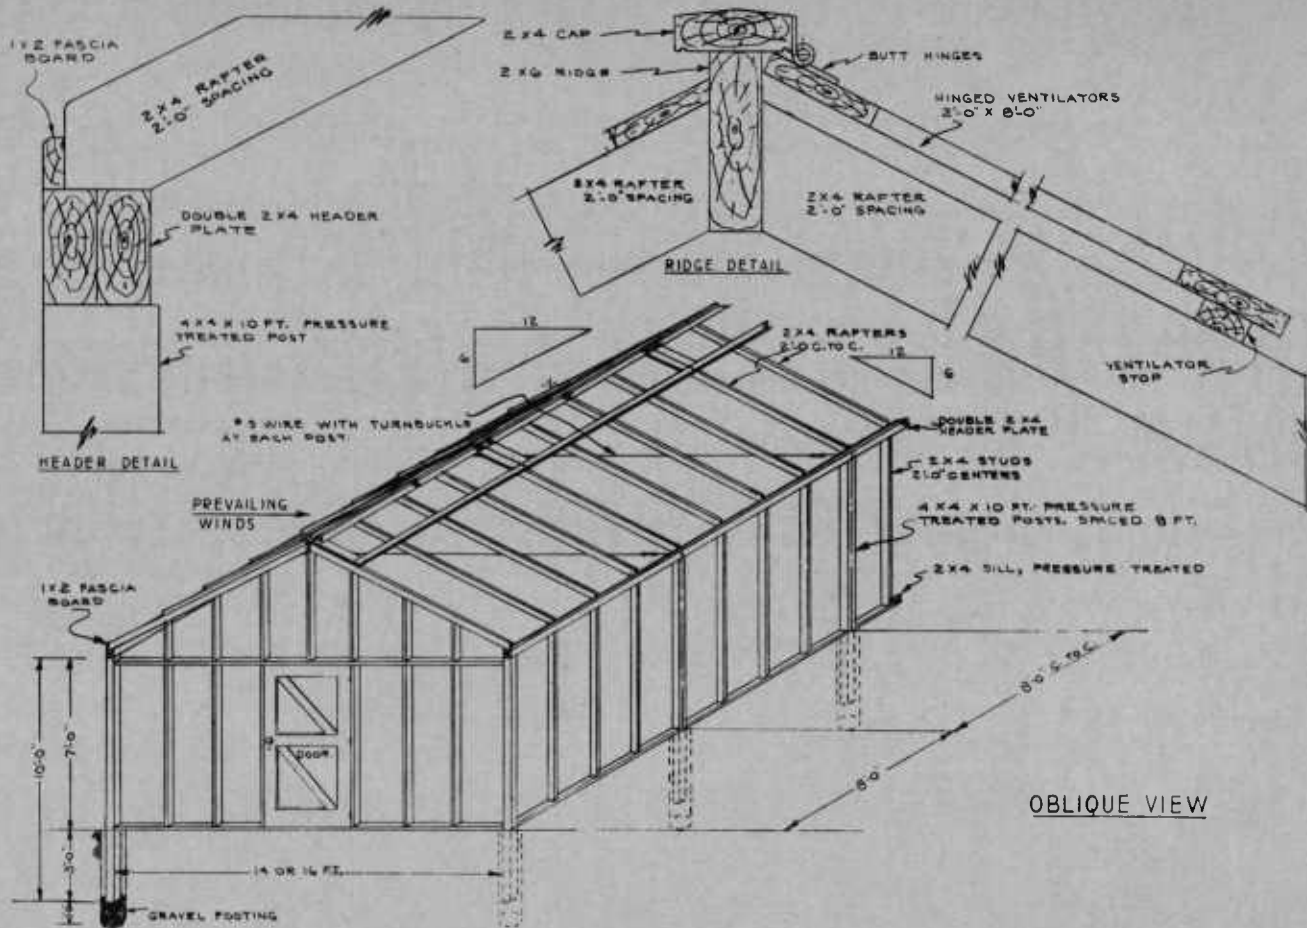 1X2 FASCIA
BOARD
2X4 RAFTER
2'-0" SPACING
DOUBLE 2X4 HEADER
PLATE
4X4 X 10 FT. PRESSURE
TREATED POST
HEADER DETAIL
2X4 CAP
2X6 RIDGE
BUTT HINGES
HINGED VENTILATORS
2'-0" X 8'-0"
2X4 RAFTER
2'-0" SPACING
2X4 RAFTER
2'-0" SPACING
RIDGE DETAIL
VENTILATOR
STOP
12
6
12
6
2X4 RAFTERS
2'-0 C. TO C.
WIRE WITH TURNBUCKLE
AT EACH POST.
PREVAILING
WINDS
DOUBLE 2X4
HEADER PLATE
2X4 STUDS
2'-0" CENTERS
4X4 X 10 FT. PRESSURE
TREATED POSTS. SPACED 8 FT.
2X4 SILL, PRESSURE TREATED
1X2 FASCIA
BOARD
DOOR
10'-0"
7'-0"
3'-0"
14 OR 16 FT.
GRAVEL FOOTING
8'-0"
8'-0" C. TO C.
OBLIQUE VIEW